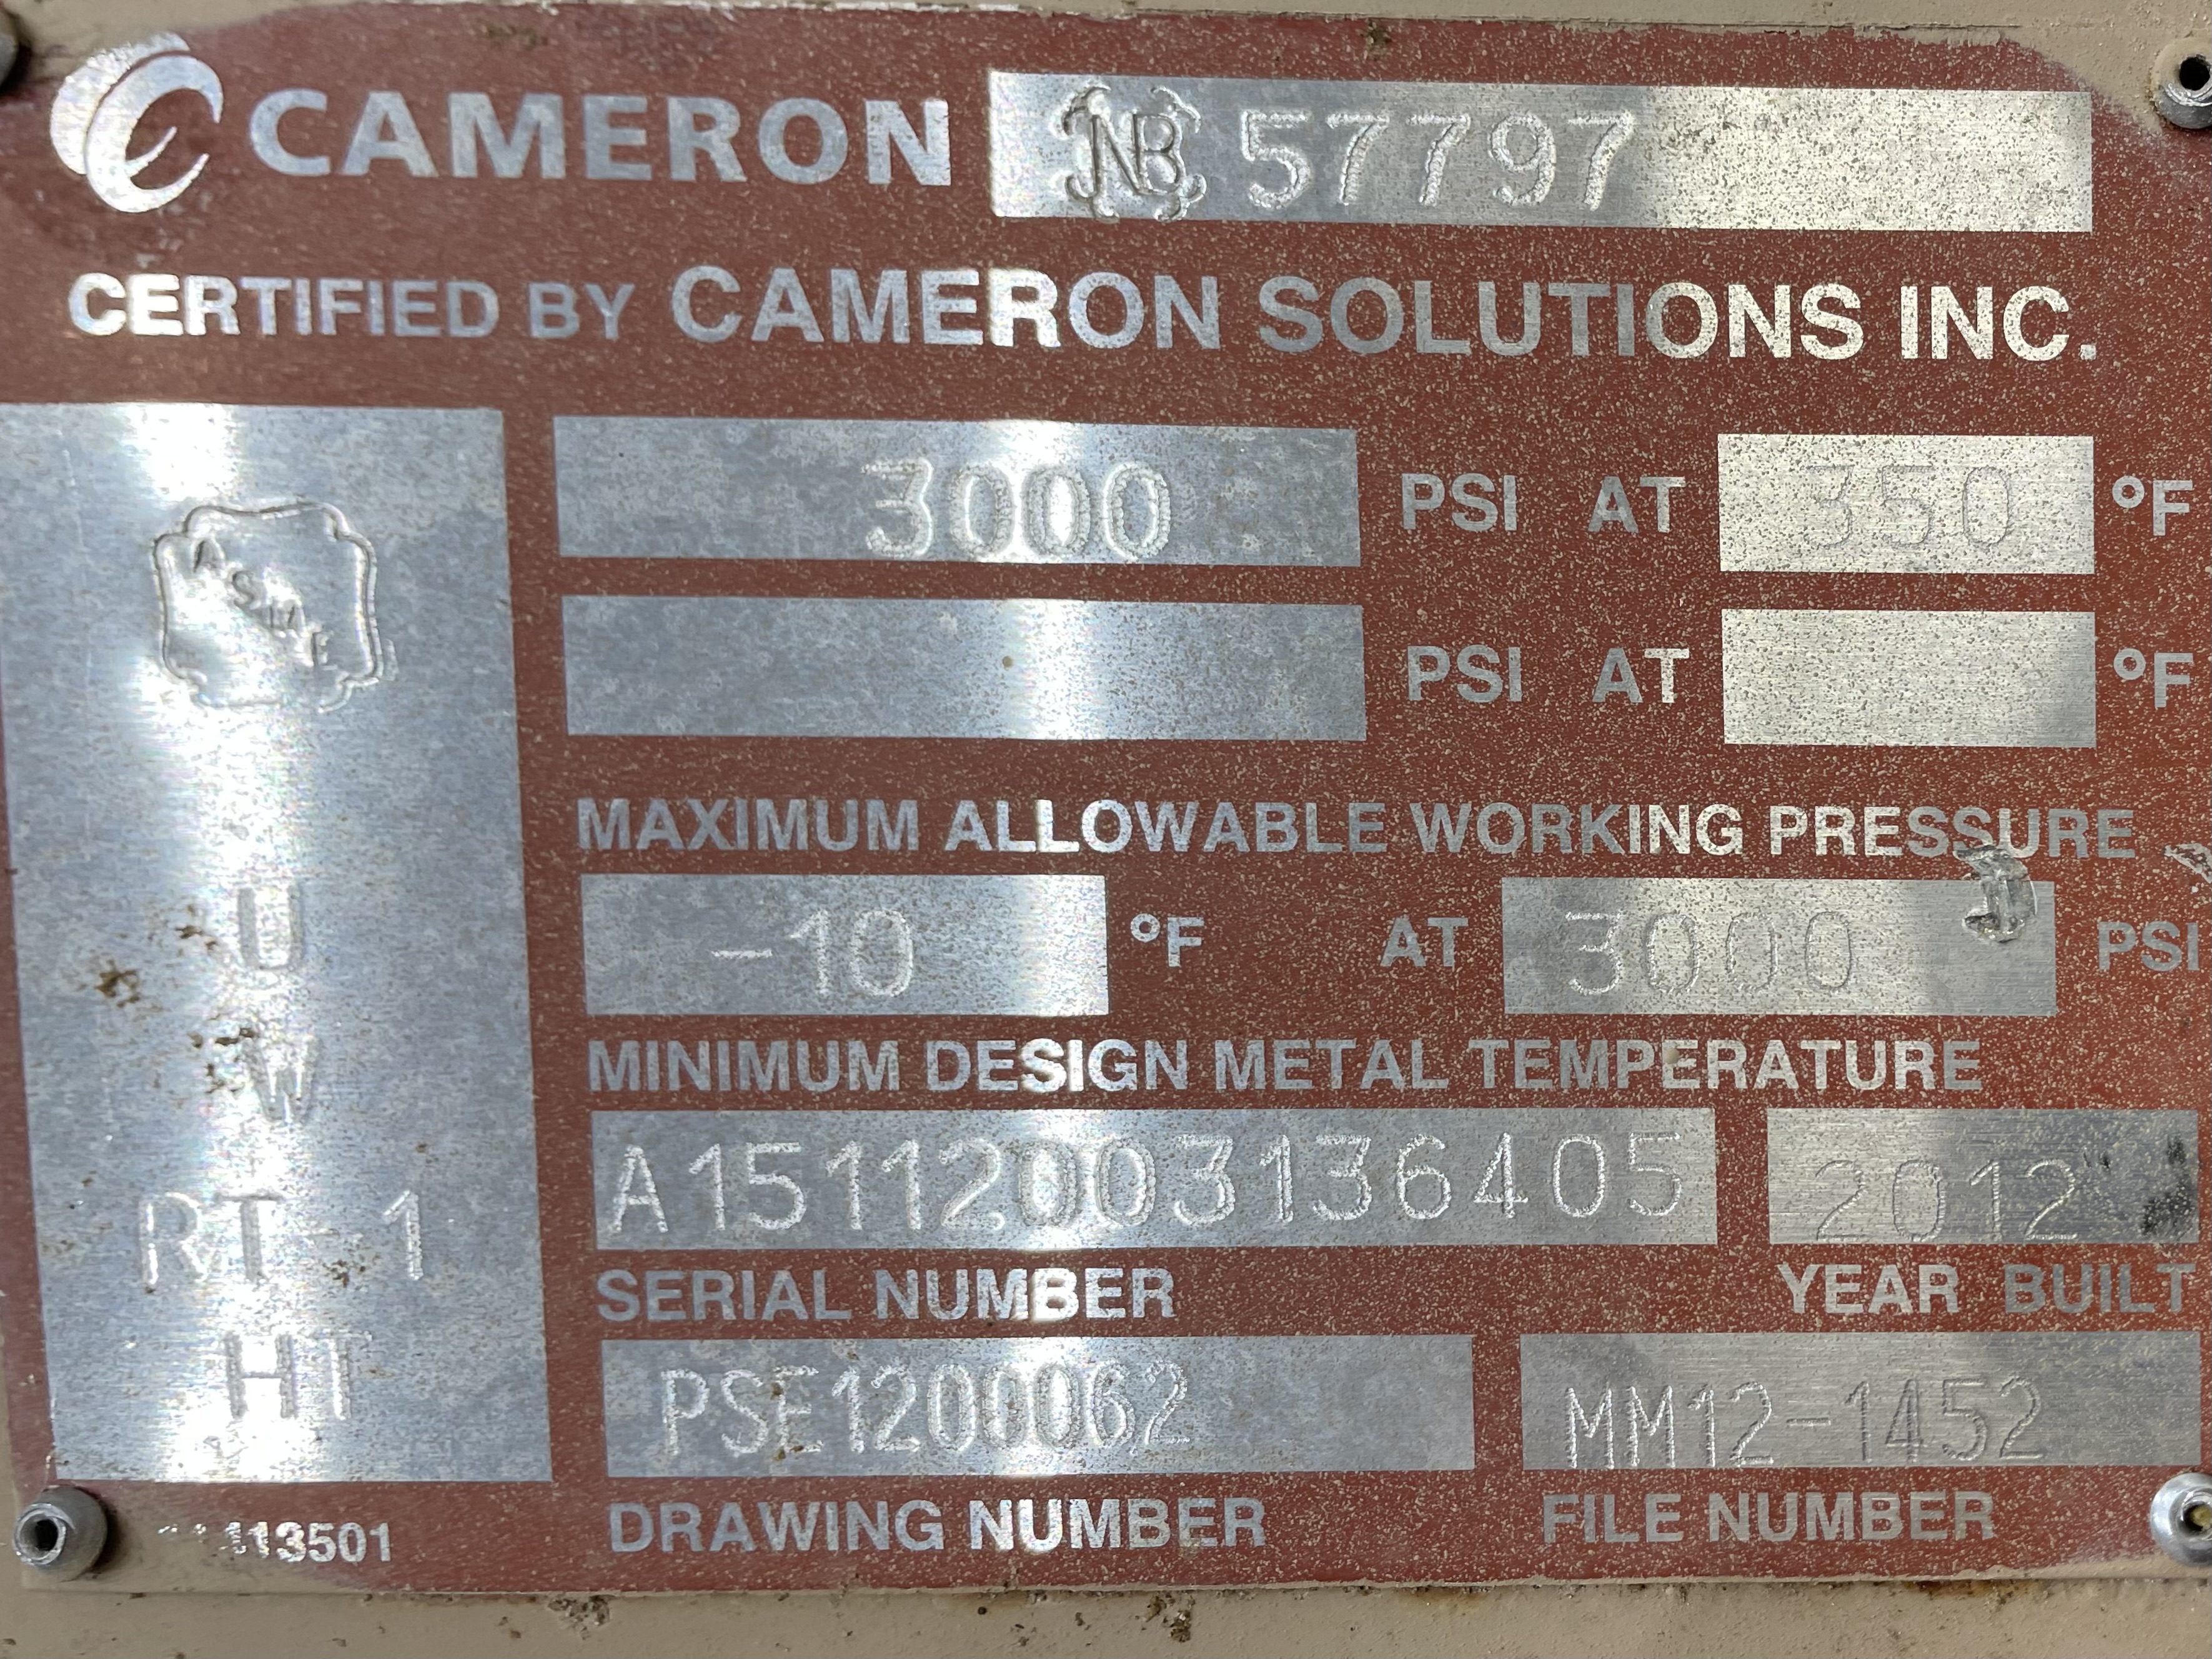 CAMERON NB 57797
CERTIFIED BY CAMERON SOLUTIONS INC.
ASME
U
W
RT-1
HT
3000 PSI AT 350 °F
PSI AT °F
MAXIMUM ALLOWABLE WORKING PRESSURE
-10 °F AT 3000 PSI
MINIMUM DESIGN METAL TEMPERATURE
A15112003136405 2012
SERIAL NUMBER YEAR BUILT
PSE1200062 MM12-1452
DRAWING NUMBER FILE NUMBER